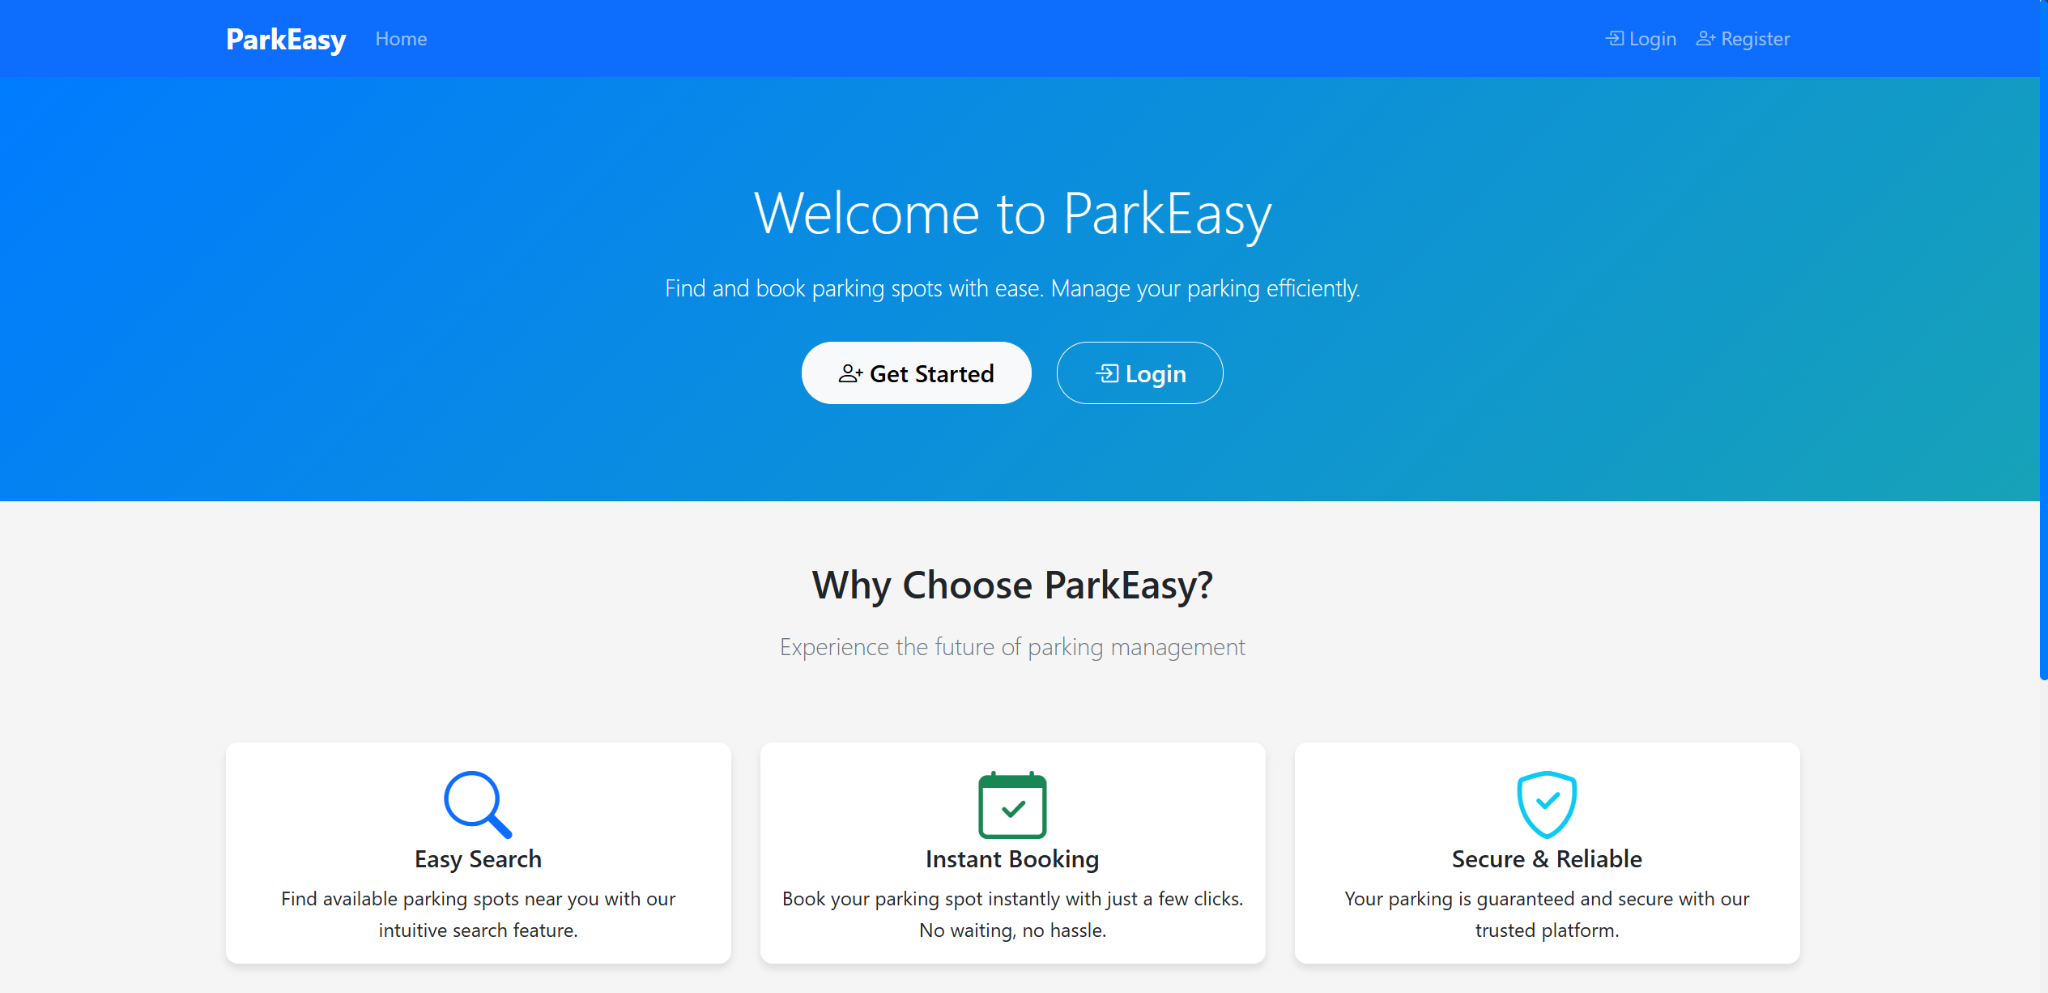 ParkEasy Home Login Register
Welcome to ParkEasy
Find and book parking spots with ease. Manage your parking efficiently.
Get Started Login
Why Choose ParkEasy?
Experience the future of parking management
Easy Search
Find available parking spots near you with our
intuitive search feature.
Instant Booking
Book your parking spot instantly with just a few clicks.
No waiting, no hassle.
Secure & Reliable
Your parking is guaranteed and secure with our
trusted platform.